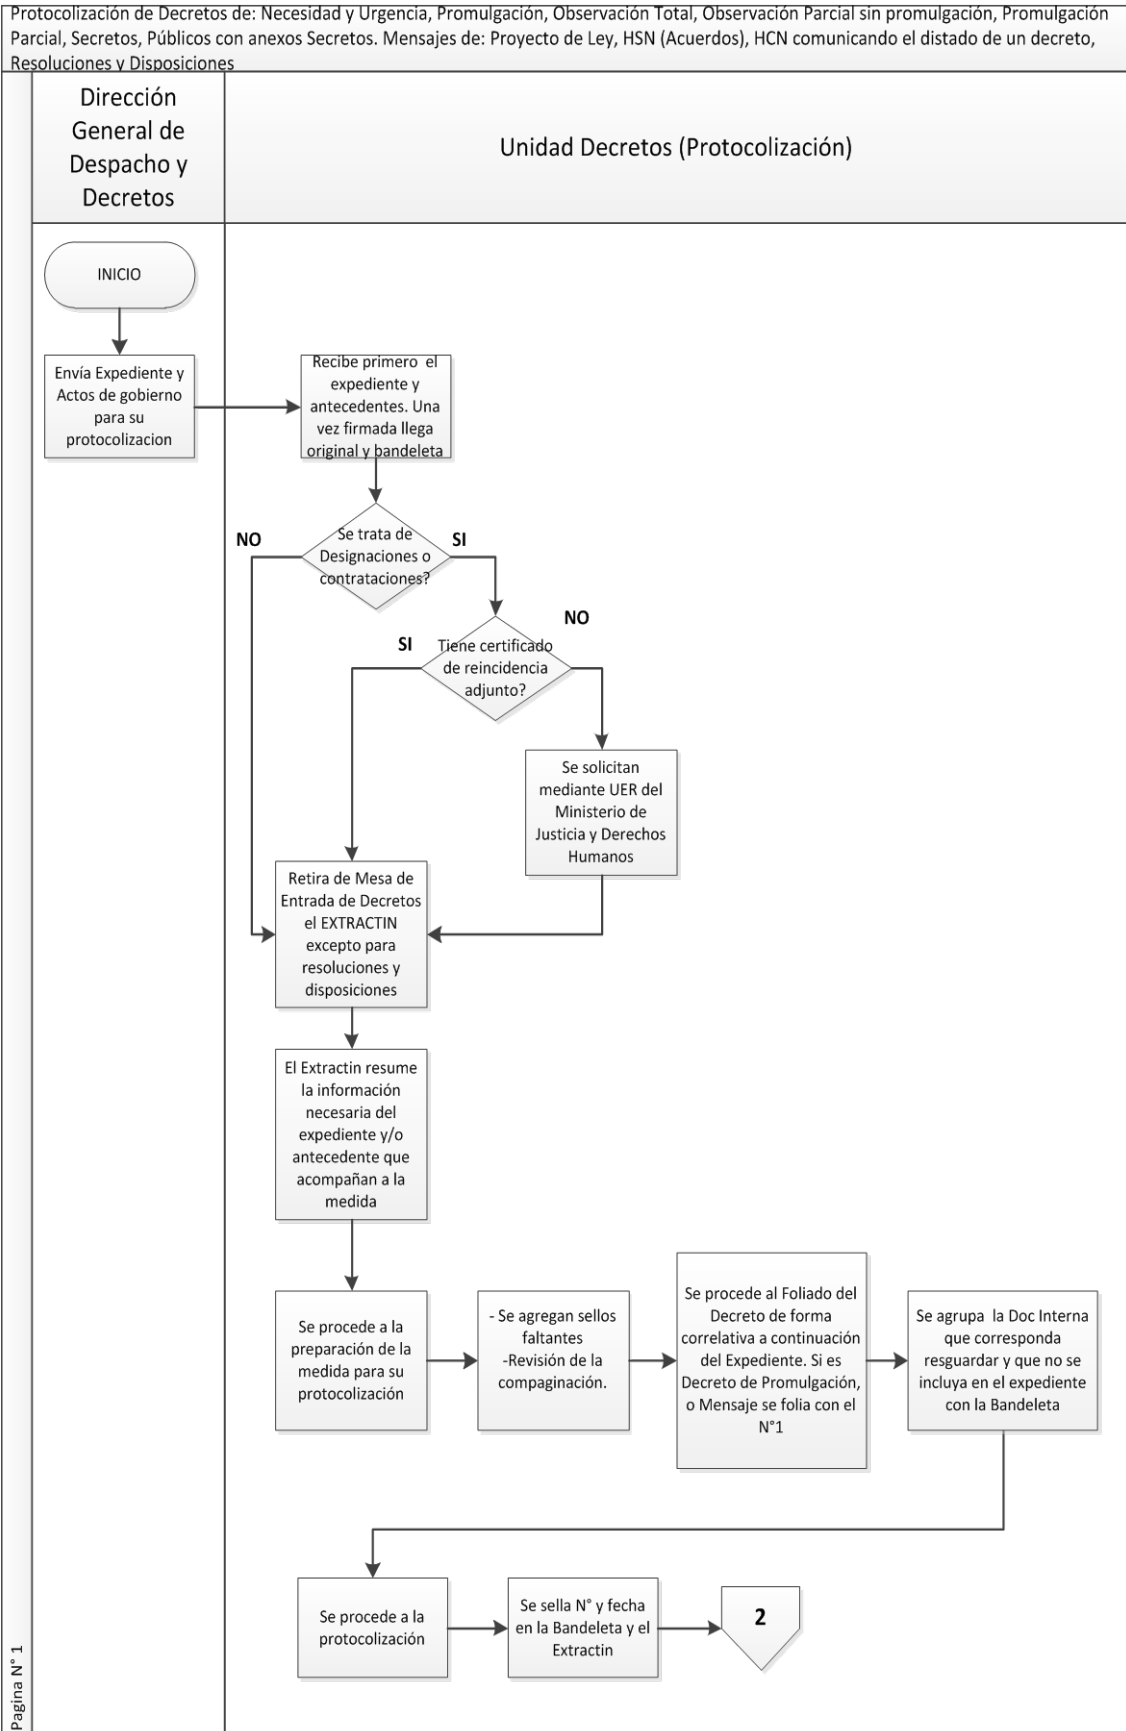 Protocolización de Decretos de: Necesidad y Urgencia, Promulgación, Observación Total, Observación Parcial sin promulgación, Promulgación
Parcial, Secretos, Públicos con anexos Secretos. Mensajes de: Proyecto de Ley, HSN (Acuerdos), HCN comunicando el distado de un decreto,
Resoluciones y Disposiciones
Dirección
General de
Despacho y
Decretos
Unidad Decretos (Protocolización)
INICIO
Envía Expediente y
Actos de gobierno
para su
protocolizacion
Recibe primero el
expediente y
antecedentes. Una
vez firmada llega
original y bandeleta
Se trata de
Designaciones o
contrataciones?
NO
SI
Tiene certificado
de reincidencia
adjunto?
SI
NO
Se solicitan
mediante UER del
Ministerio de
Justicia y Derechos
Humanos
Retira de Mesa de
Entrada de Decretos
el EXTRACTIN
excepto para
resoluciones y
disposiciones
El Extractin resume
la información
necesaria del
expediente y/o
antecedente que
acompañan a la
medida
Se procede a la
preparación de la
medida para su
protocolización
- Se agregan sellos
faltantes
-Revisión de la
compaginación.
Se procede al Foliado del
Decreto de forma
correlativa a continuación
del Expediente. Si es
Decreto de Promulgación,
o Mensaje se folia con el
N°1
Se agrupa la Doc Interna
que corresponda
resguardar y que no se
incluya en el expediente
con la Bandeleta
Se procede a la
protocolización
Se sella N° y fecha
en la Bandeleta y el
Extractin
2
Pagina N° 1